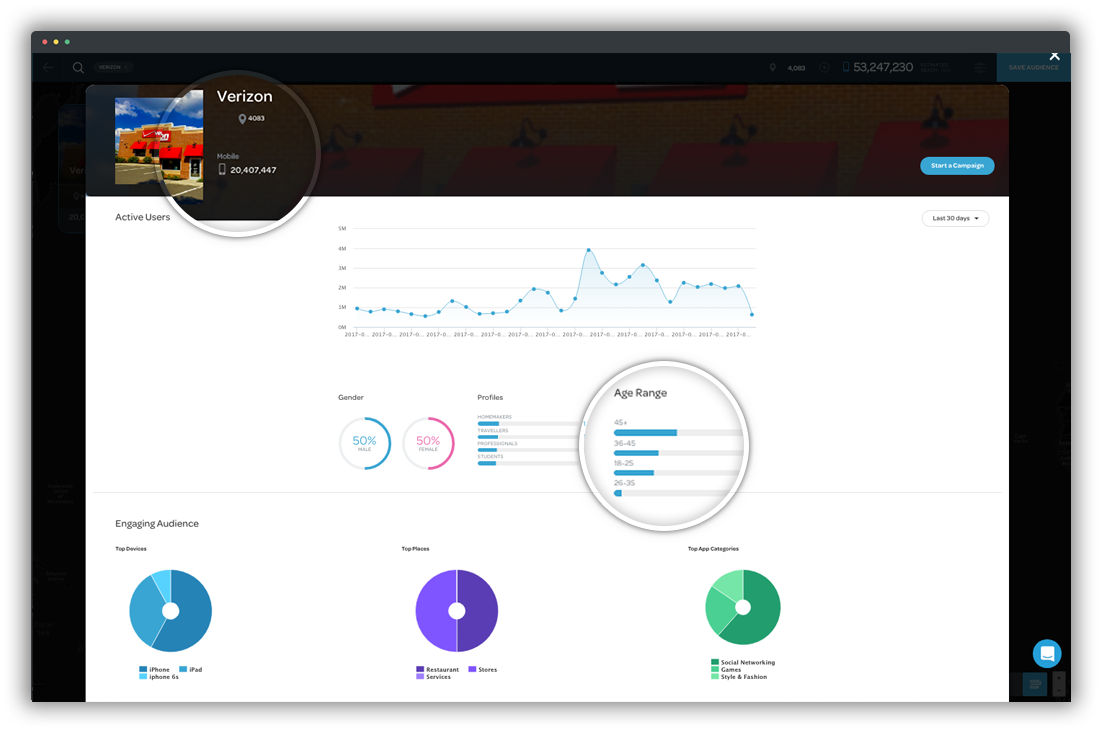 VERIZON
4,083
53,247,230
SAVE AUDIENCE
Verizon
4083
Mobile
20,407,447
Start a Campaign
Active Users
Last 30 days
5M
4M
3M
2M
1M
0M
2017-0... 2017-0... 2017-0... 2017-0... 2017-0... 2017-0... 2017-0... 2017-0... 2017-0... 2017-0... 2017-0... 2017-0... 2017-0... 2017-0... 2017-0...
Gender
50%
MALE
50%
FEMALE
Profiles
HOMEMAKERS
TRAVELLERS
PROFESSIONALS
STUDENTS
Age Range
45+
36-45
18-25
26-35
Engaging Audience
Top Devices
iPhone iPad
iphone 6s
Top Places
Restaurant Stores
Services
Top App Categories
Social Networking
Games
Style & Fashion